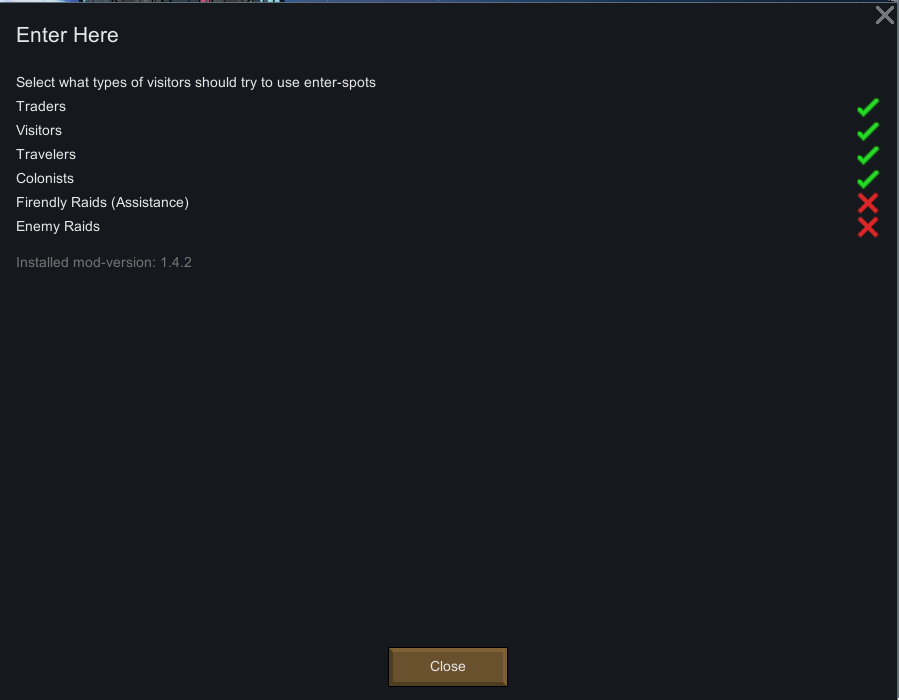 Enter Here
Select what types of visitors should try to use enter-spots
Traders
Visitors
Travelers
Colonists
Firendly Raids (Assistance)
Enemy Raids
Installed mod-version: 1.4.2
Close